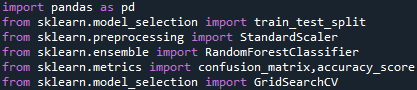 import pandas as pd
from sklearn.model_selection import train_test_split
from sklearn.preprocessing import StandardScaler
from sklearn.ensemble import RandomForestClassifier
from sklearn.metrics import confusion_matrix,accuracy_score
from sklearn.model_selection import GridSearchCV